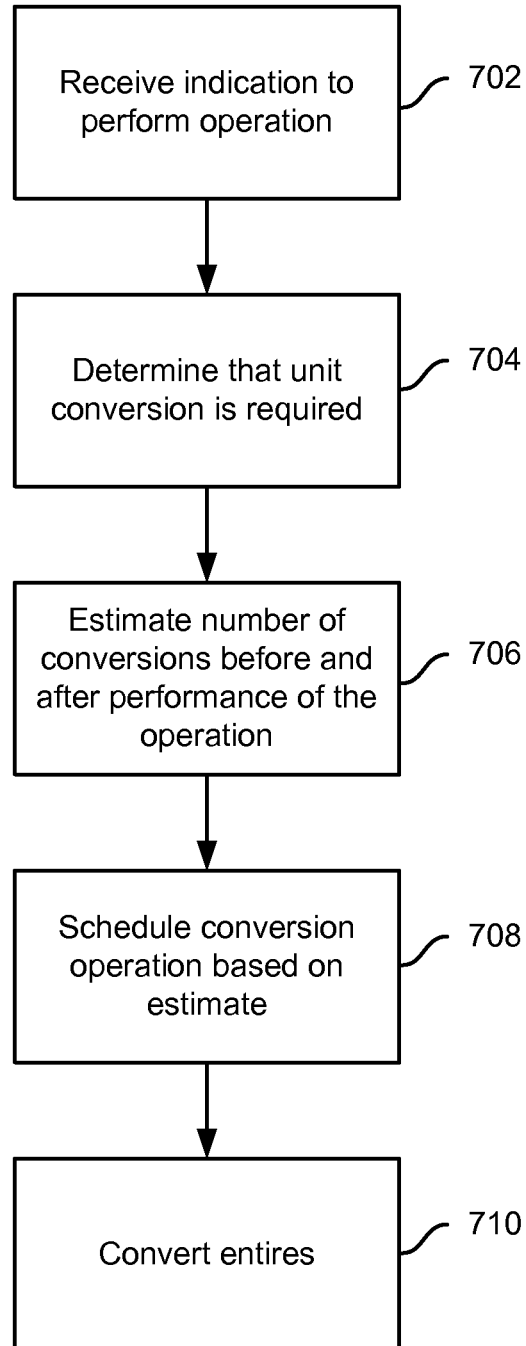 Receive indication to
perform operation
702
Determine that unit
conversion is required
704
Estimate number of
conversions before and
after performance of the
operation
706
Schedule conversion
operation based on
estimate
708
Convert entires
710